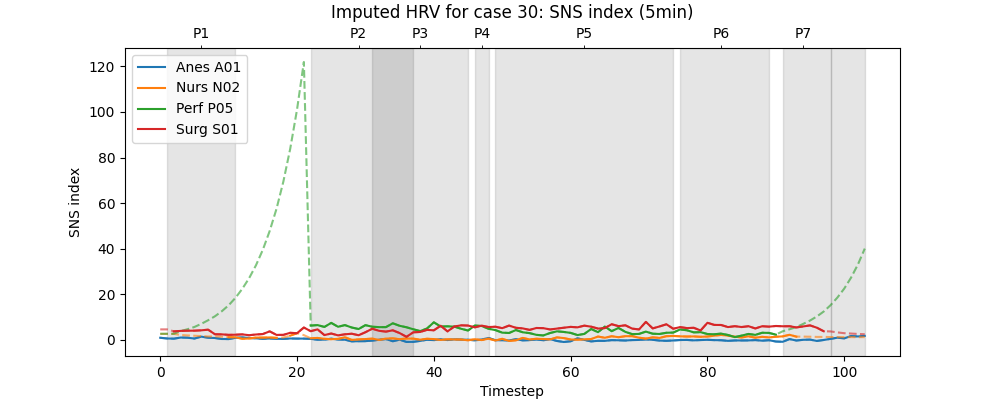 Imputed HRV for case 30: SNS index (5min)
P1 P2 P3 P4 P5 P6 P7
Anes A01
Nurs N02
Perf P05
Surg S01
SNS index
120
100
80
60
40
20
0
0 20 40 60 80 100
Timestep